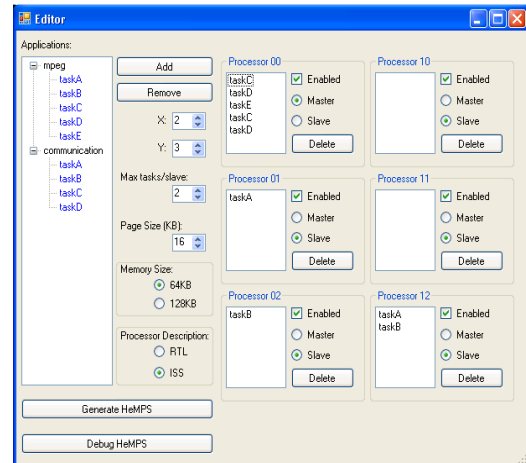 Editor
Applications:
mpeg
taskA
taskB
taskC
taskD
taskE
communication
taskA
taskB
taskC
taskD
Add
Remove
X: 2
Y: 3
Max tasks/slave:
2
Page Size (KB):
16
Memory Size:
64KB
128KB
Processor Description:
RTL
ISS
Generate HeMPS
Debug HeMPS
Processor 00
taskC
taskD
taskE
taskC
taskD
Enabled
Master
Slave
Delete
Processor 10
Enabled
Master
Slave
Delete
Processor 01
taskA
Enabled
Master
Slave
Delete
Processor 11
Enabled
Master
Slave
Delete
Processor 02
taskB
Enabled
Master
Slave
Delete
Processor 12
taskA
taskB
Enabled
Master
Slave
Delete